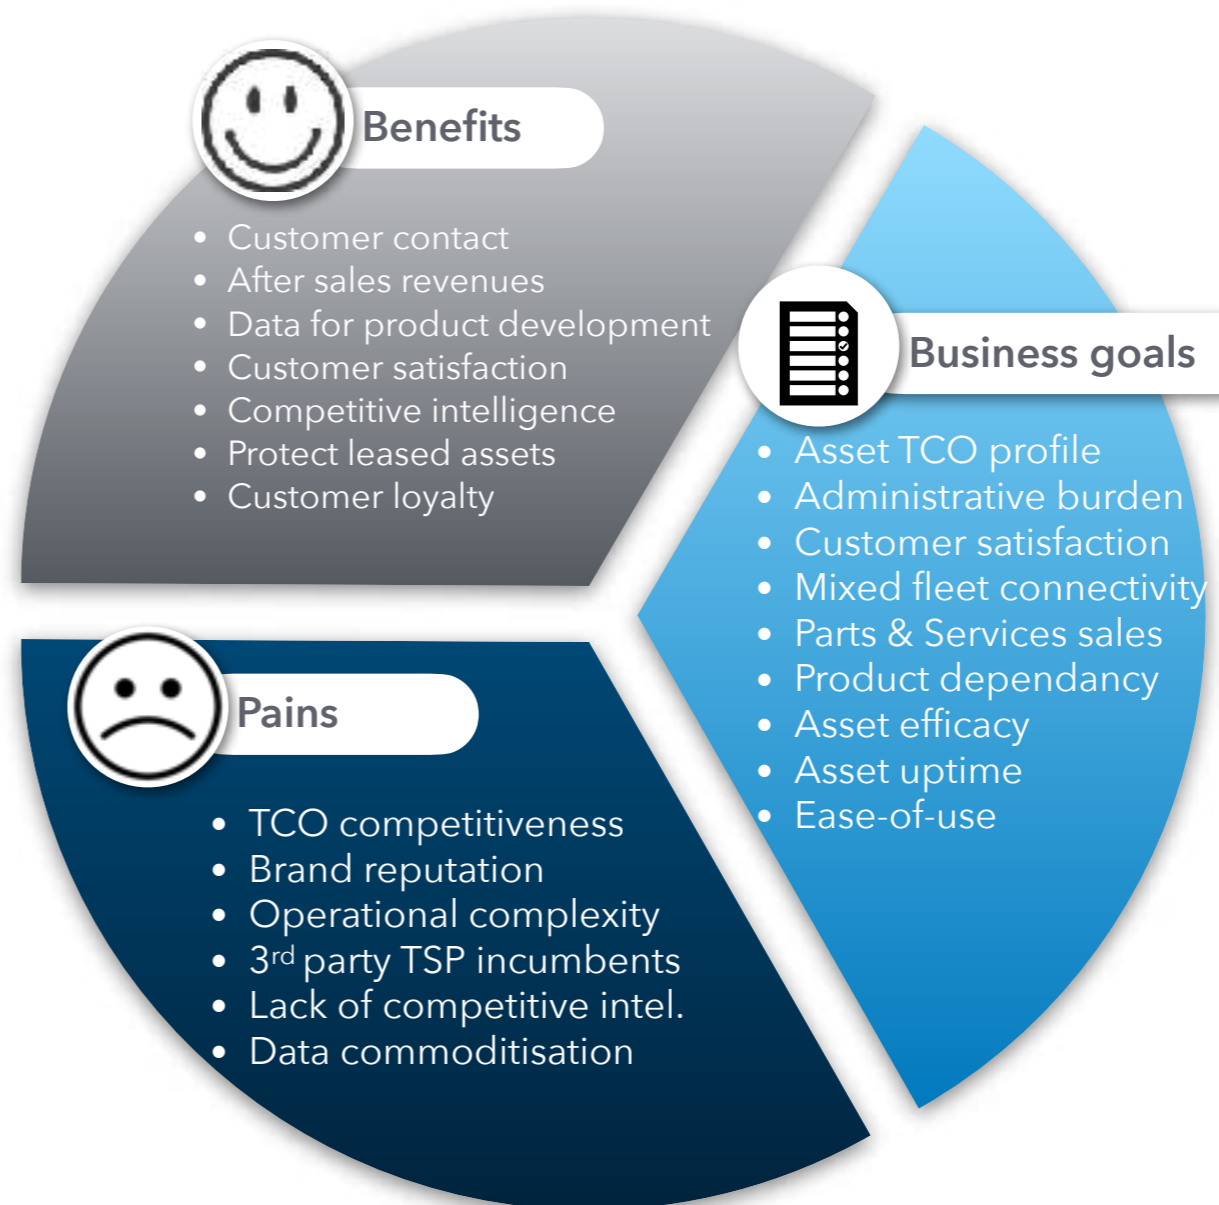 Benefits
• Customer contact
• After sales revenues
• Data for product development
• Customer satisfaction
• Competitive intelligence
• Protect leased assets
• Customer loyalty
Business goals
• Asset TCO profile
• Administrative burden
• Customer satisfaction
• Mixed fleet connectivity
• Parts & Services sales
• Product dependancy
• Asset efficacy
• Asset uptime
• Ease-of-use
Pains
• TCO competitiveness
• Brand reputation
• Operational complexity
• 3rd party TSP incumbents
• Lack of competitive intel.
• Data commoditisation